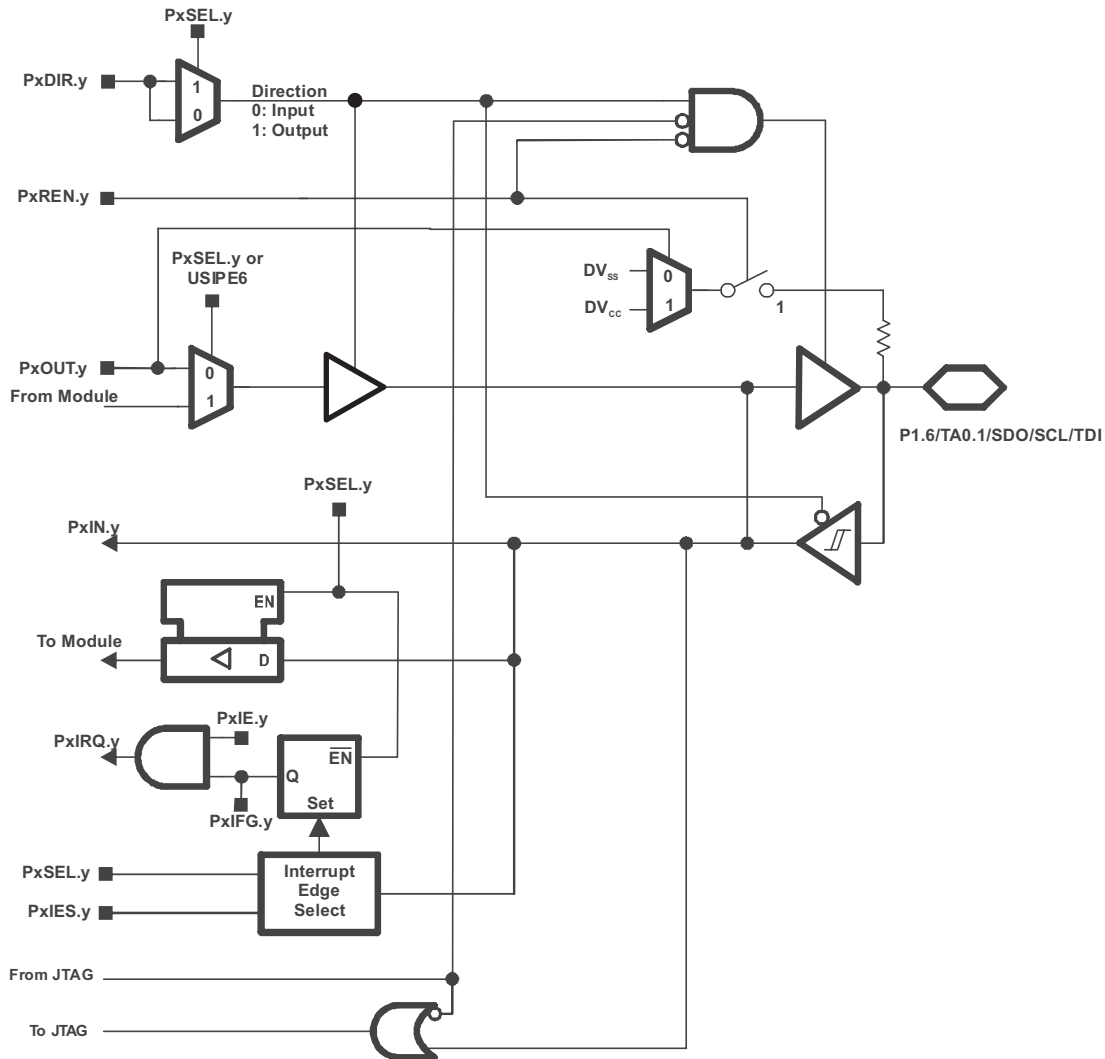 PxSEL.y
PxDIR.y
1
0
Direction
0: Input
1: Output
PxREN.y
PxSEL.y or
USIPE6
DVSS
0
DVCC
1
1
PxOUT.y
0
From Module
1
P1.6/TA0.1/SDO/SCL/TDI
PxSEL.y
PxIN.y
EN
To Module
D
PxIE.y
PxIRQ.y
EN
Q
Set
PxIFG.y
PxSEL.y
Interrupt
Edge
Select
PxIES.y
From JTAG
To JTAG